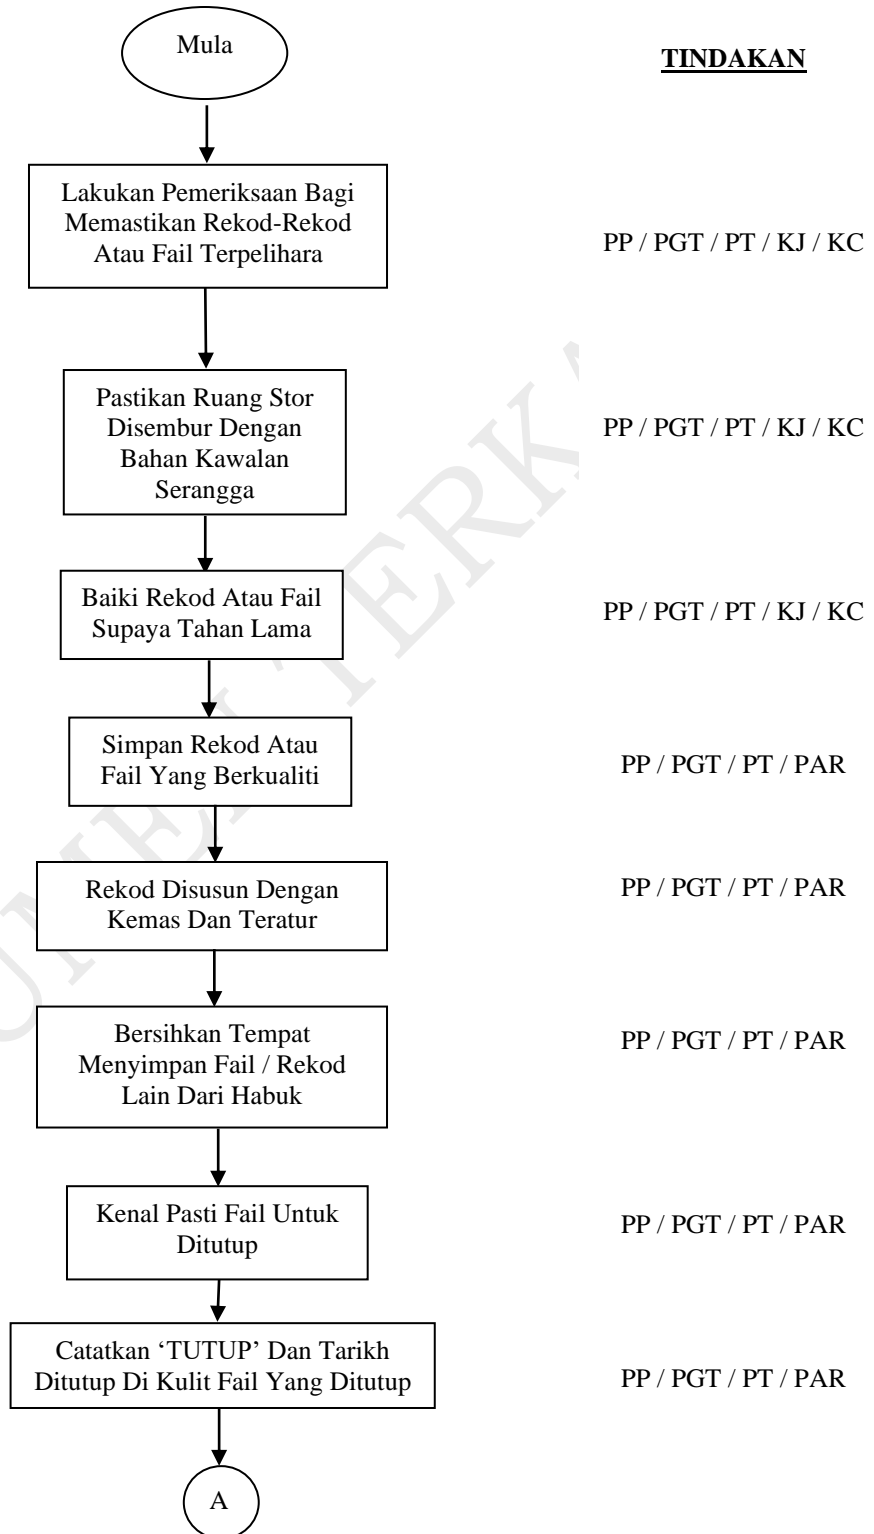 Mula
TINDAKAN
Lakukan Pemeriksaan Bagi
Memastikan Rekod-Rekod
Atau Fail Terpelihara
PP / PGT / PT / KJ / KC
Pastikan Ruang Stor
Disembur Dengan
Bahan Kawalan
Serangga
PP / PGT / PT / KJ / KC
Baiki Rekod Atau Fail
Supaya Tahan Lama
PP / PGT / PT / KJ / KC
Simpan Rekod Atau
Fail Yang Berkualiti
PP / PGT / PT / PAR
Rekod Disusun Dengan
Kemas Dan Teratur
PP / PGT / PT / PAR
Bersihkan Tempat
Menyimpan Fail / Rekod
Lain Dari Habuk
PP / PGT / PT / PAR
Kenal Pasti Fail Untuk
Ditutup
PP / PGT / PT / PAR
Catatkan ‘TUTUP’ Dan Tarikh
Ditutup Di Kulit Fail Yang Ditutup
PP / PGT / PT / PAR
A